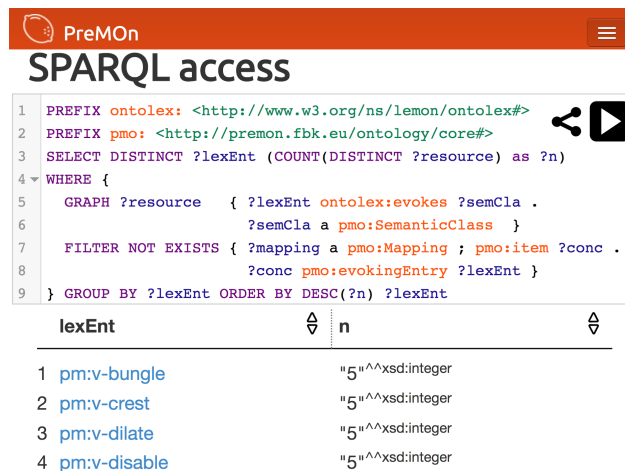 PreMOn
SPARQL access
1 PREFIX ontolex: <http://www.w3.org/ns/lemon/ontolex#>
2 PREFIX pmo: <http://premon.fbk.eu/ontology/core#>
3 SELECT DISTINCT ?lexEnt (COUNT(DISTINCT ?resource) as ?n)
4 WHERE {
5 GRAPH ?resource { ?lexEnt ontolex:evokes ?semCla .
6 ?semCla a pmo:SemanticClass }
7 FILTER NOT EXISTS { ?mapping a pmo:Mapping ; pmo:item ?conc .
8 ?conc pmo:evokingEntry ?lexEnt }
9 } GROUP BY ?lexEnt ORDER BY DESC(?n) ?lexEnt
lexEnt n
1 pm:v-bungle "5"^^xsd:integer
2 pm:v-crest "5"^^xsd:integer
3 pm:v-dilate "5"^^xsd:integer
4 pm:v-disable "5"^^xsd:integer